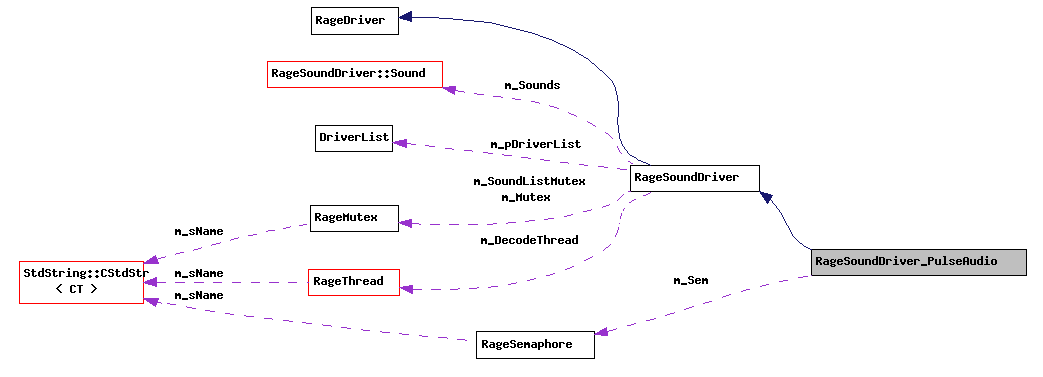 RageDriver
RageSoundDriver::Sound
m_Sounds
DriverList
m_pDriverList
RageSoundDriver
m_SoundListMutex
m_Mutex
RageMutex
m_sName
m_DecodeThread
RageSoundDriver_PulseAudio
StdString::CStdStr
< CT >
m_sName
RageThread
m_Sem
m_sName
RageSemaphore